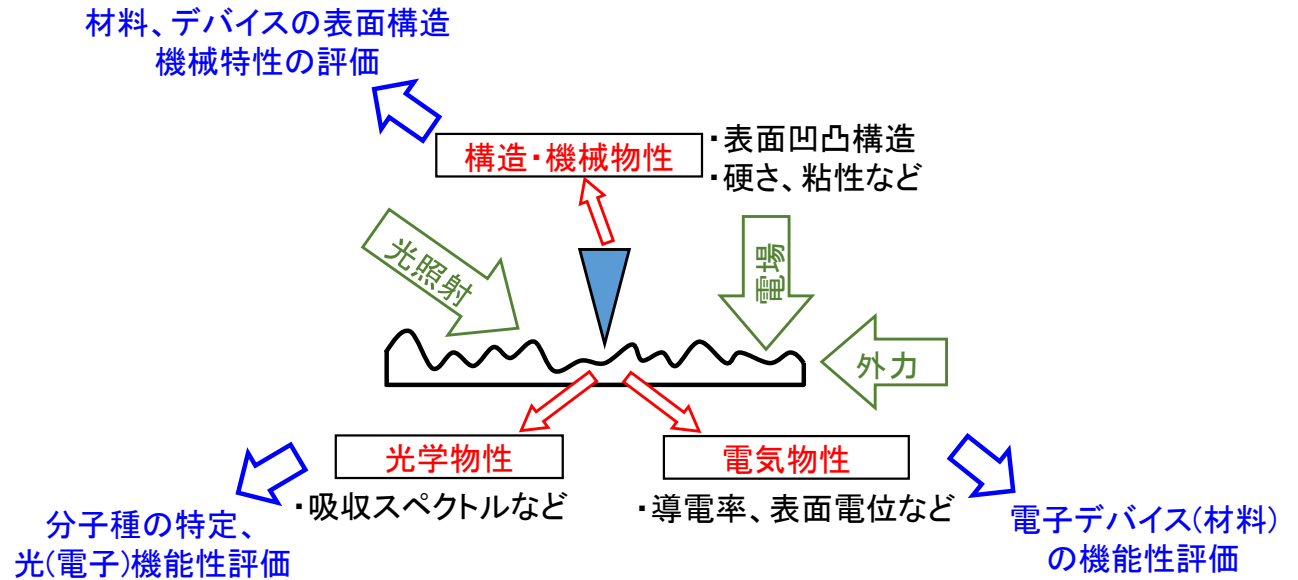 材料、デバイスの表面構造
機械特性の評価
構造・機械物性
・表面凹凸構造
・硬さ、粘性など
光照射
電場
外力
光学物性
・吸収スペクトルなど
電気物性
・導電率、表面電位など
分子種の特定、
光(電子)機能性評価
電子デバイス(材料)
の機能性評価